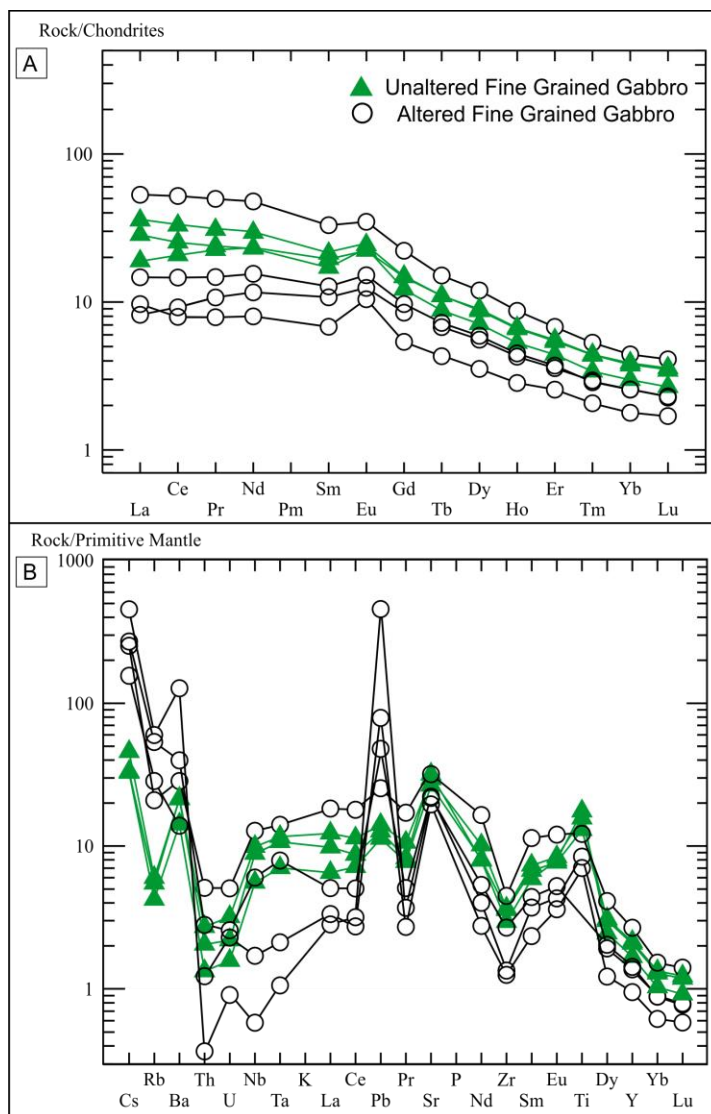 Rock/Chondrites
A
Unaltered Fine Grained Gabbro
Altered Fine Grained Gabbro
100
10
1
Ce Nd Sm Gd Dy Er Yb
La Pr Pm Eu Tb Ho Tm Lu
Rock/Primitive Mantle
B
1000
100
10
1
Rb Th Nb K Ce Pr P Zr Eu Dy Yb
Cs Ba U Ta La Pb Sr Nd Sm Ti Y Lu